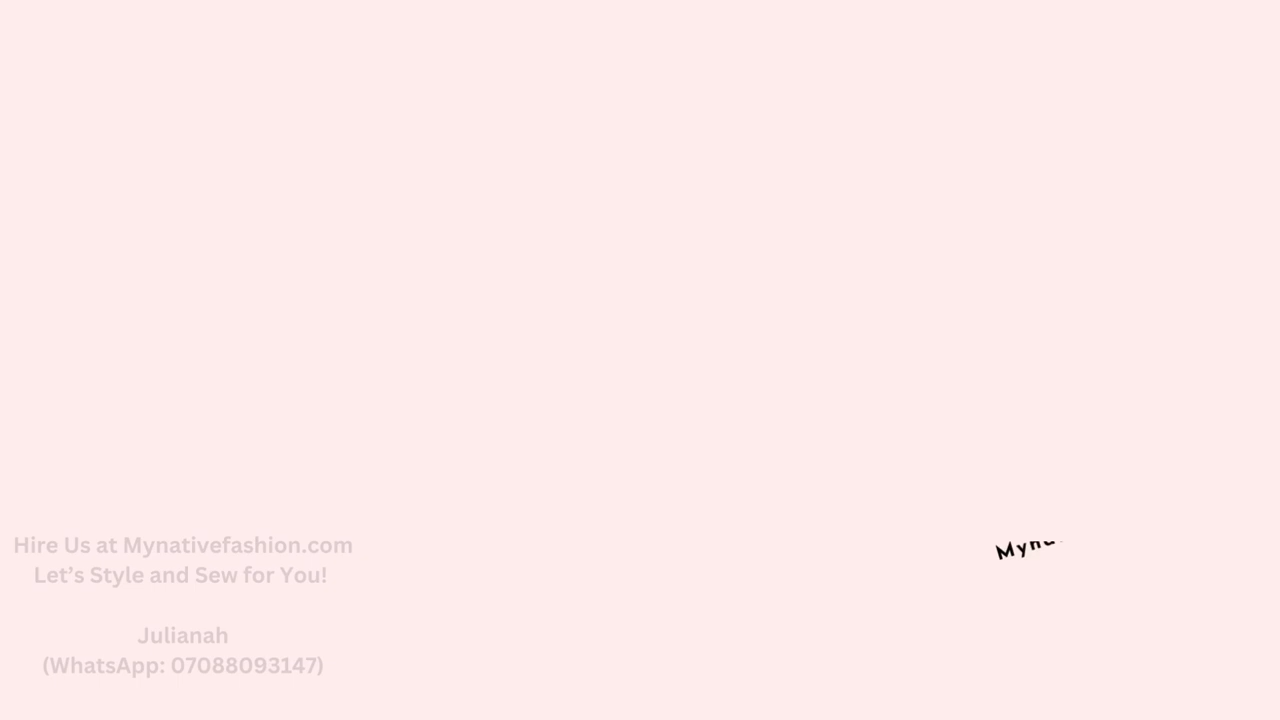 Hire Us at Mynativefashion.com
Let's Style and Sew for You!
Julianah
(WhatsApp: 07088093147)